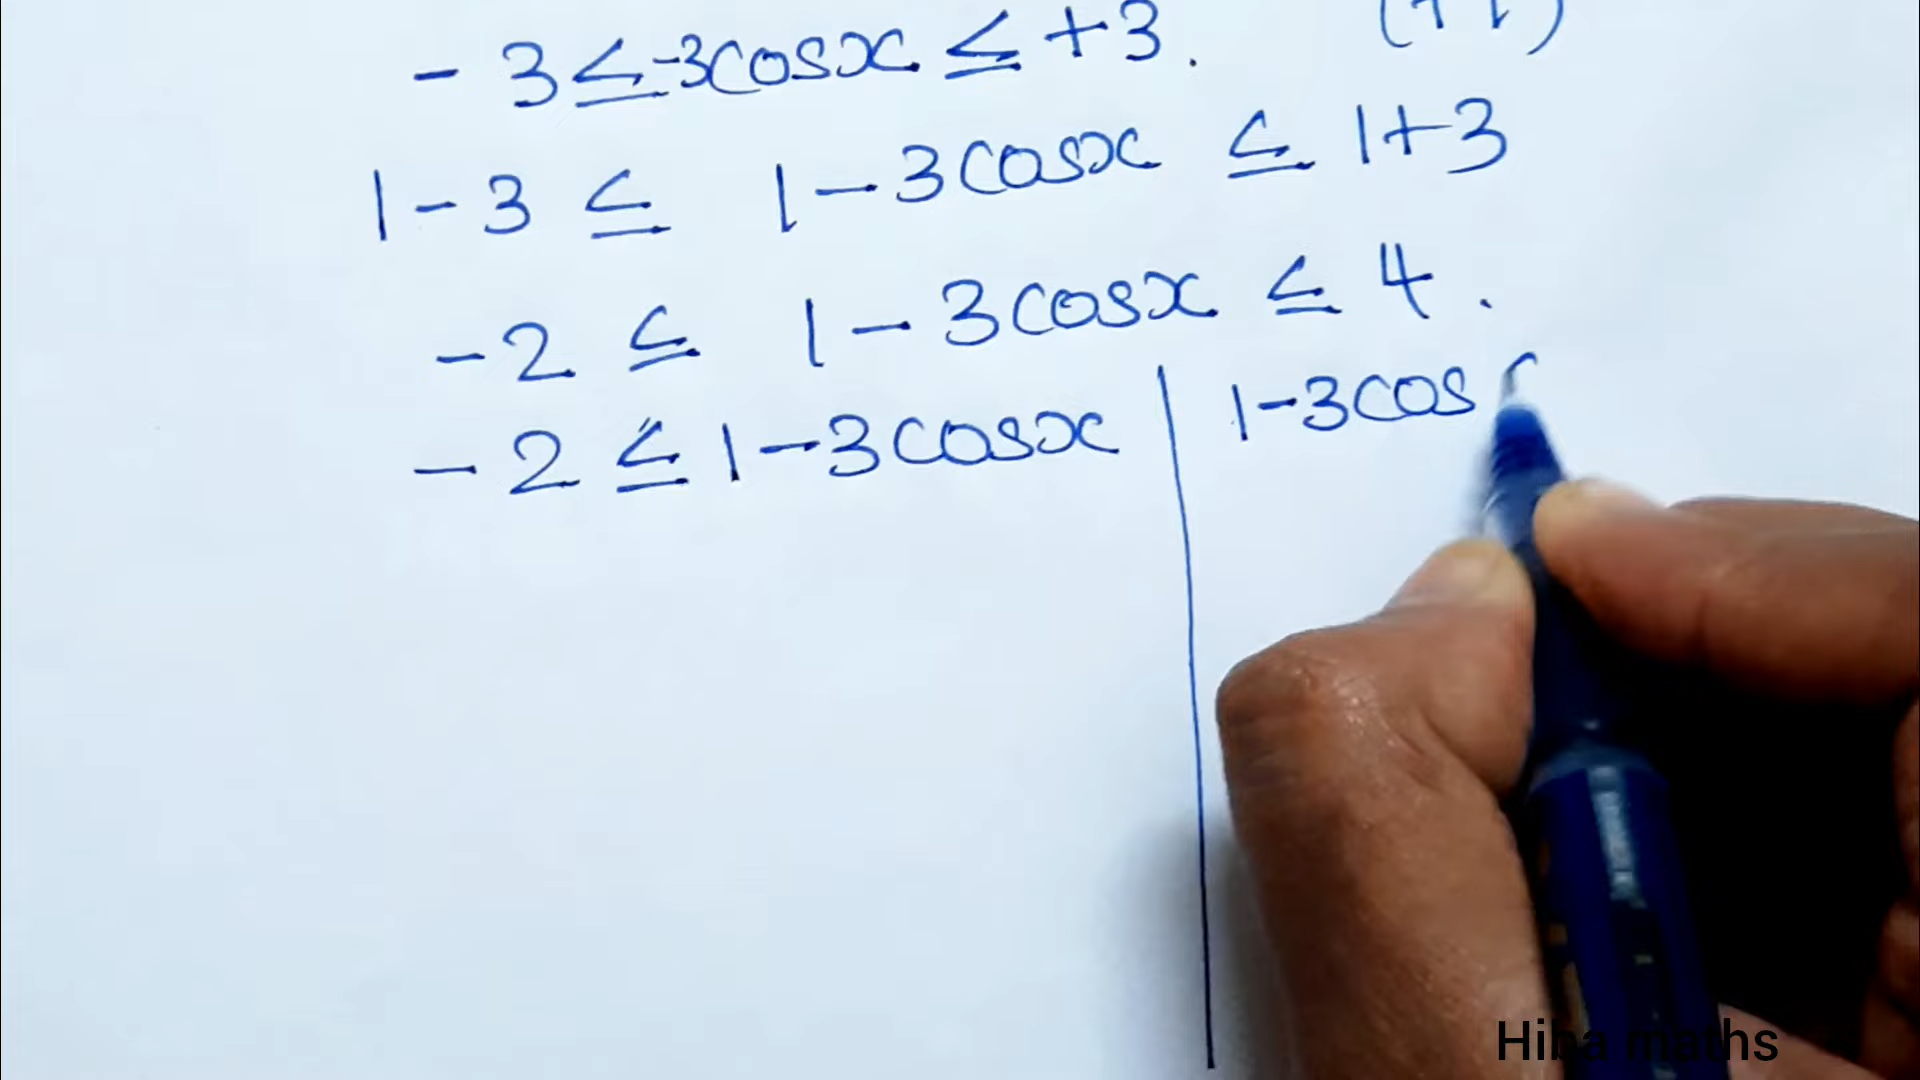 - 3 ≤ -3cosx ≤ +3.
1 - 3 ≤ 1 - 3cosx ≤ 1+3
-2 ≤ 1 - 3cosx ≤ 4.
-2 ≤ 1 - 3cosx | 1-3cos
Hiba maths